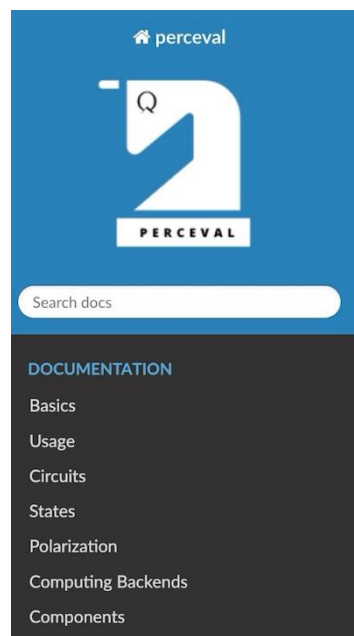 perceval
Q
PERCEVAL
Search docs
DOCUMENTATION
Basics
Usage
Circuits
States
Polarization
Computing Backends
Components